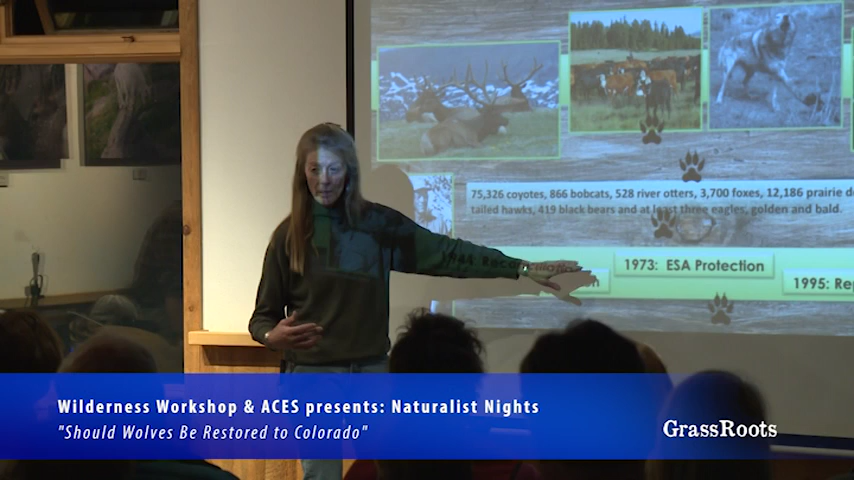 75,326 coyotes, 866 bobcats, 528 river otters, 3,700 foxes, 12,186 prairie
tailed hawks, 419 black bears and at least three eagles, golden and bald.
1944
1973: ESA Protection
1995:
Wilderness Workshop & ACES presents: Naturalist Nights
"Should Wolves Be Restored to Colorado"
GrassRoots